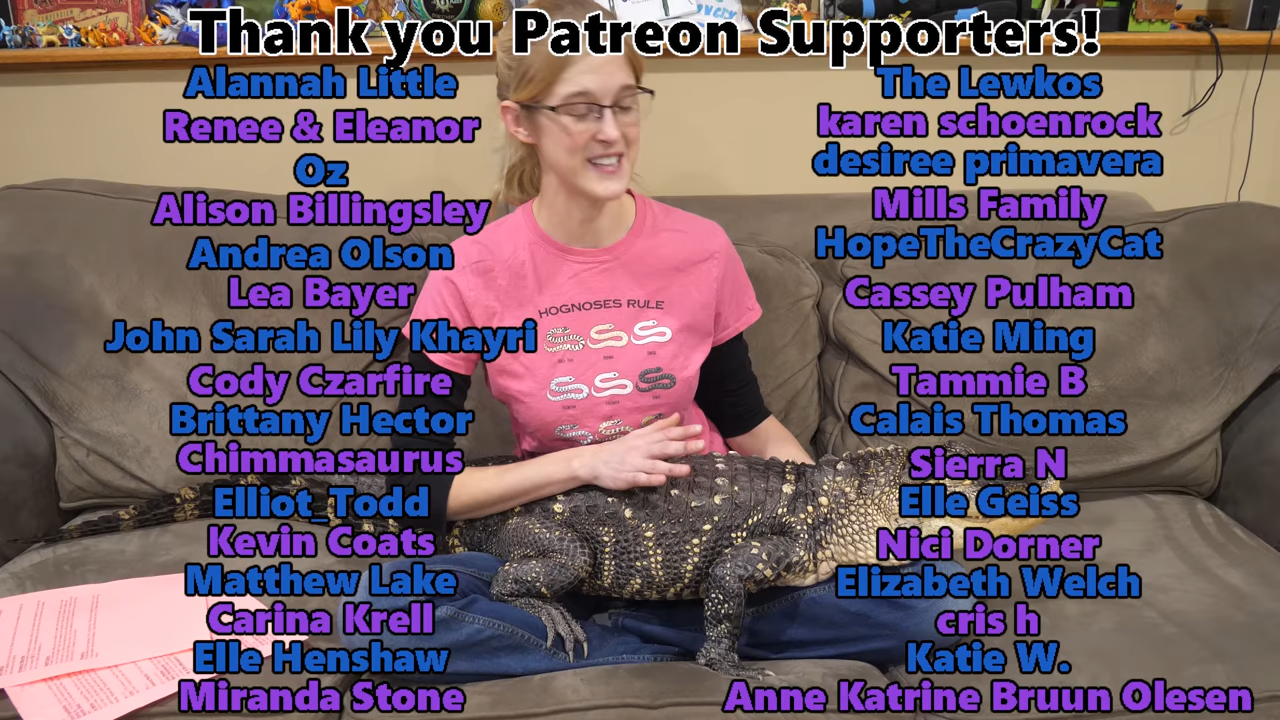 Thank you Patreon Supporters!
Alannah Little
Renee & Eleanor
Oz
Alison Billingsley
Andrea Olson
Lea Bayer
John Sarah Lily Khayri
Cody Czarfire
Brittany Hector
Chimmasaurus
Elliot_Todd
Kevin Coats
Matthew Lake
Carina Krell
Elle Henshaw
Miranda Stone
The Lewkos
karen schoenrock
desiree primavera
Mills Family
HopeTheCrazyCat
Cassey Pulham
Katie Ming
Tammie B
Calais Thomas
Sierra N
Elle Geiss
Nici Dorner
Elizabeth Welch
cris h
Katie W.
Anne Katrine Bruun Olesen
HOGNOSES RULE